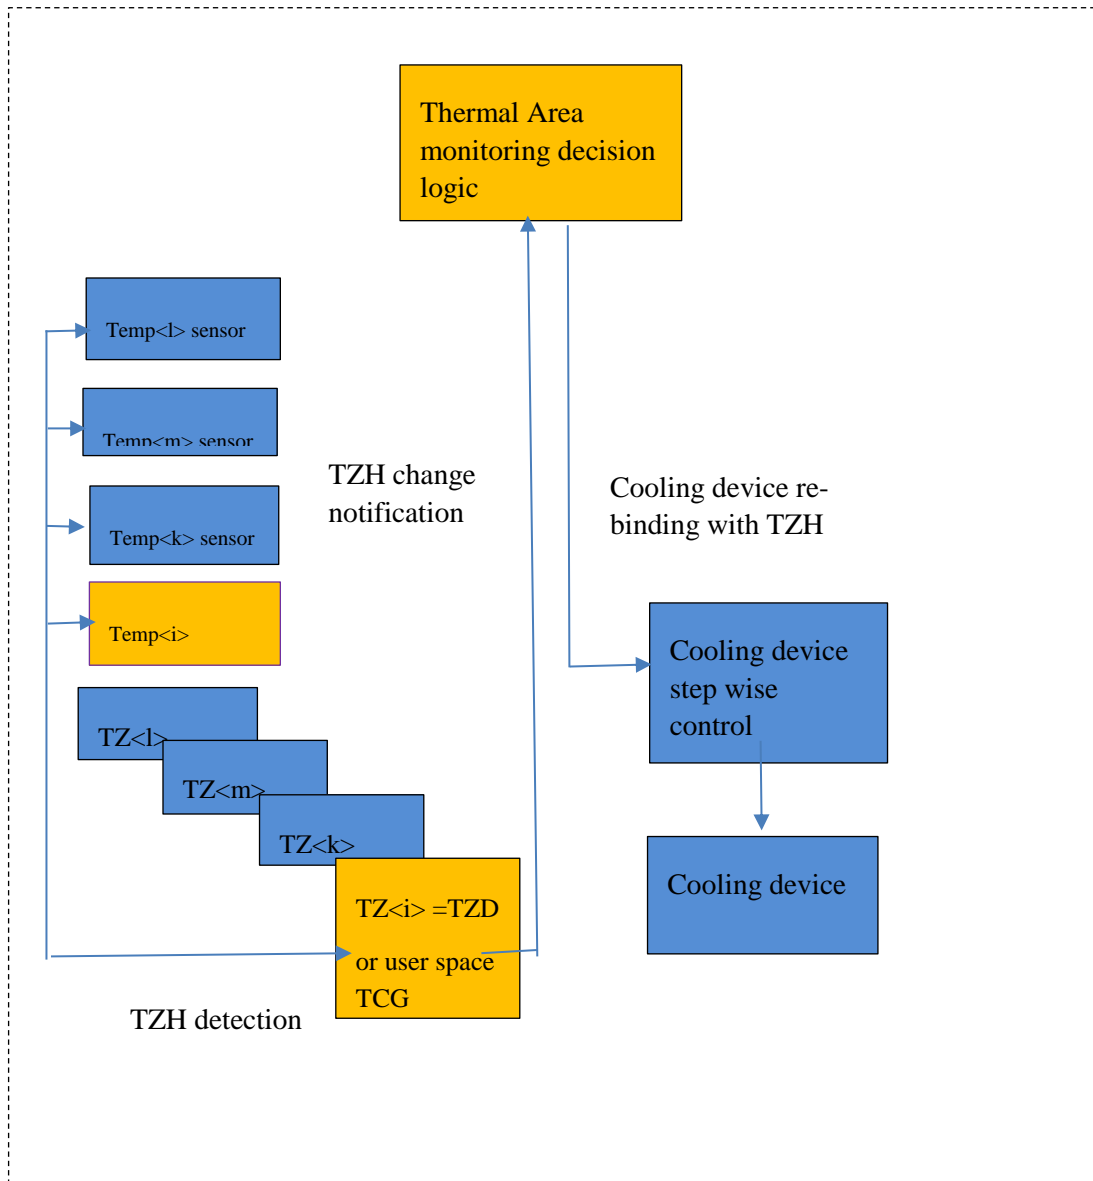 Thermal Area
monitoring decision
logic
Temp<l> sensor
Temp<m> sensor
Temp<k> sensor
Temp<i>
TZH change
notification
Cooling device re-
binding with TZH
Cooling device
step wise
control
Cooling device
TZ<l>
TZ<m>
TZ<k>
TZ<i> =TZD
or user space
TCG
TZH detection